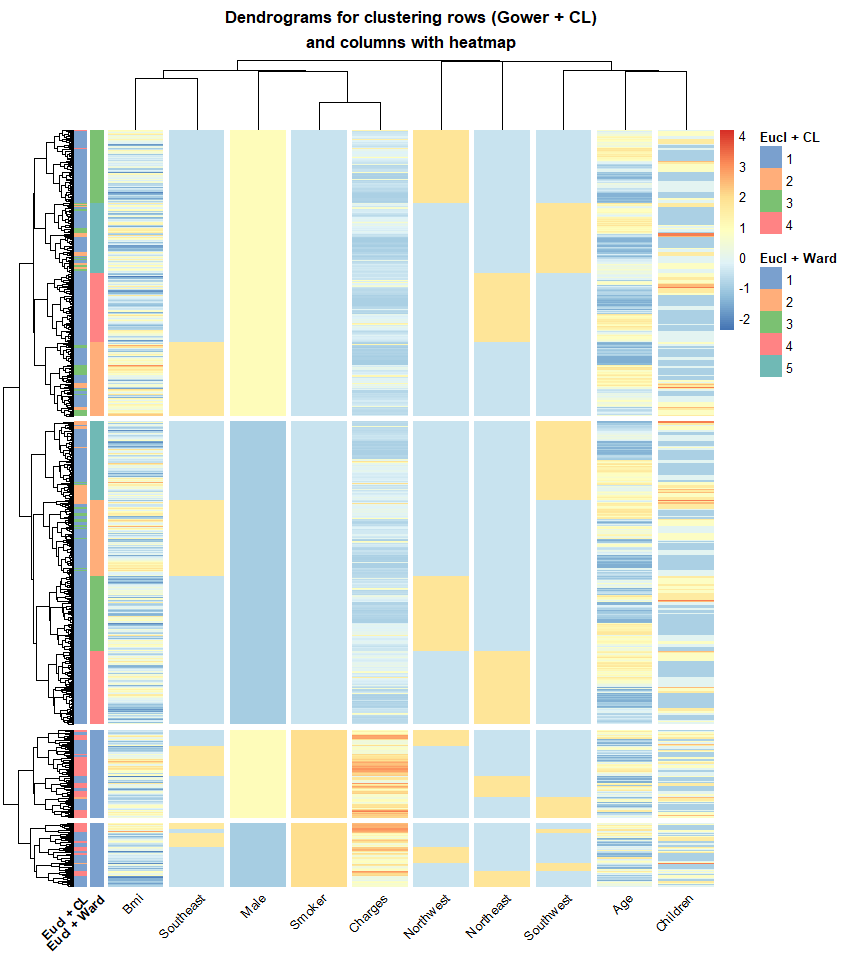 Dendrograms for clustering rows (Gower + CL)
and columns with heatmap
4
3
2
1
0
-1
-2
Eucl + CL
1
2
3
4
Eucl + Ward
1
2
3
4
5
Eucl + CL
Eucl + Ward
Bmi
Southeast
Male
Smoker
Charges
Northwest
Northeast
Southwest
Age
Children